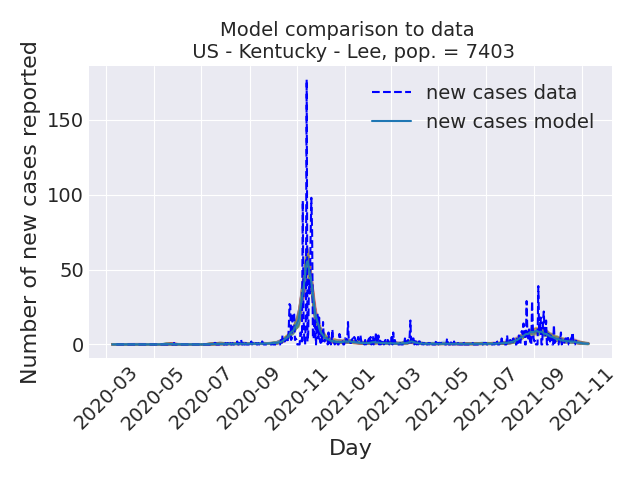 Model comparison to data
US - Kentucky - Lee, pop. = 7403
Number of new cases reported
150
100
50
0
new cases data
new cases model
2020-03
2020-05
2020-07
2020-09
2020-11
2021-01
2021-03
2021-05
2021-07
2021-09
2021-11
Day